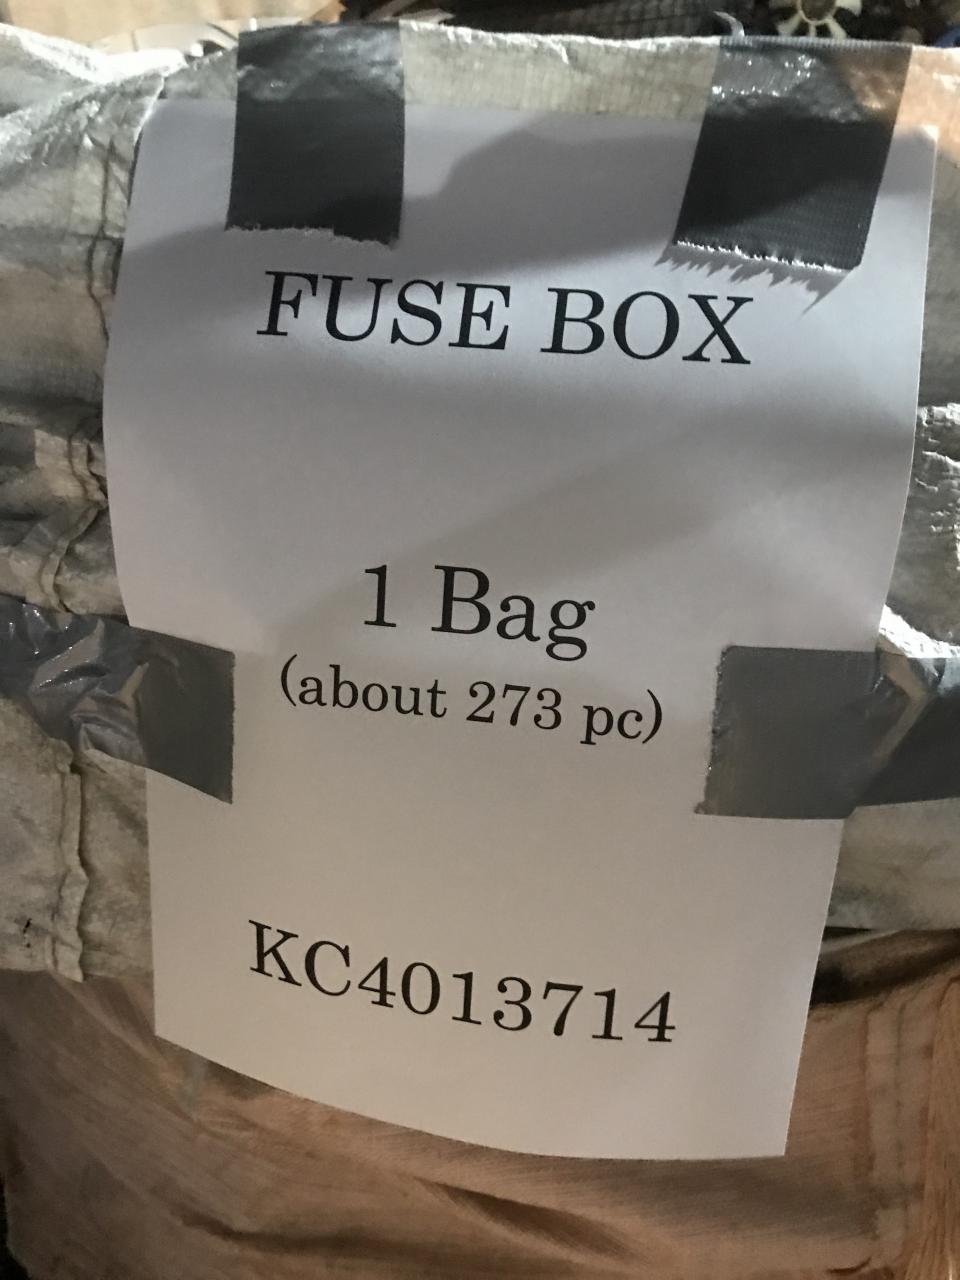 FUSE BOX
1 Bag
(about 273 pc)
KC4013714